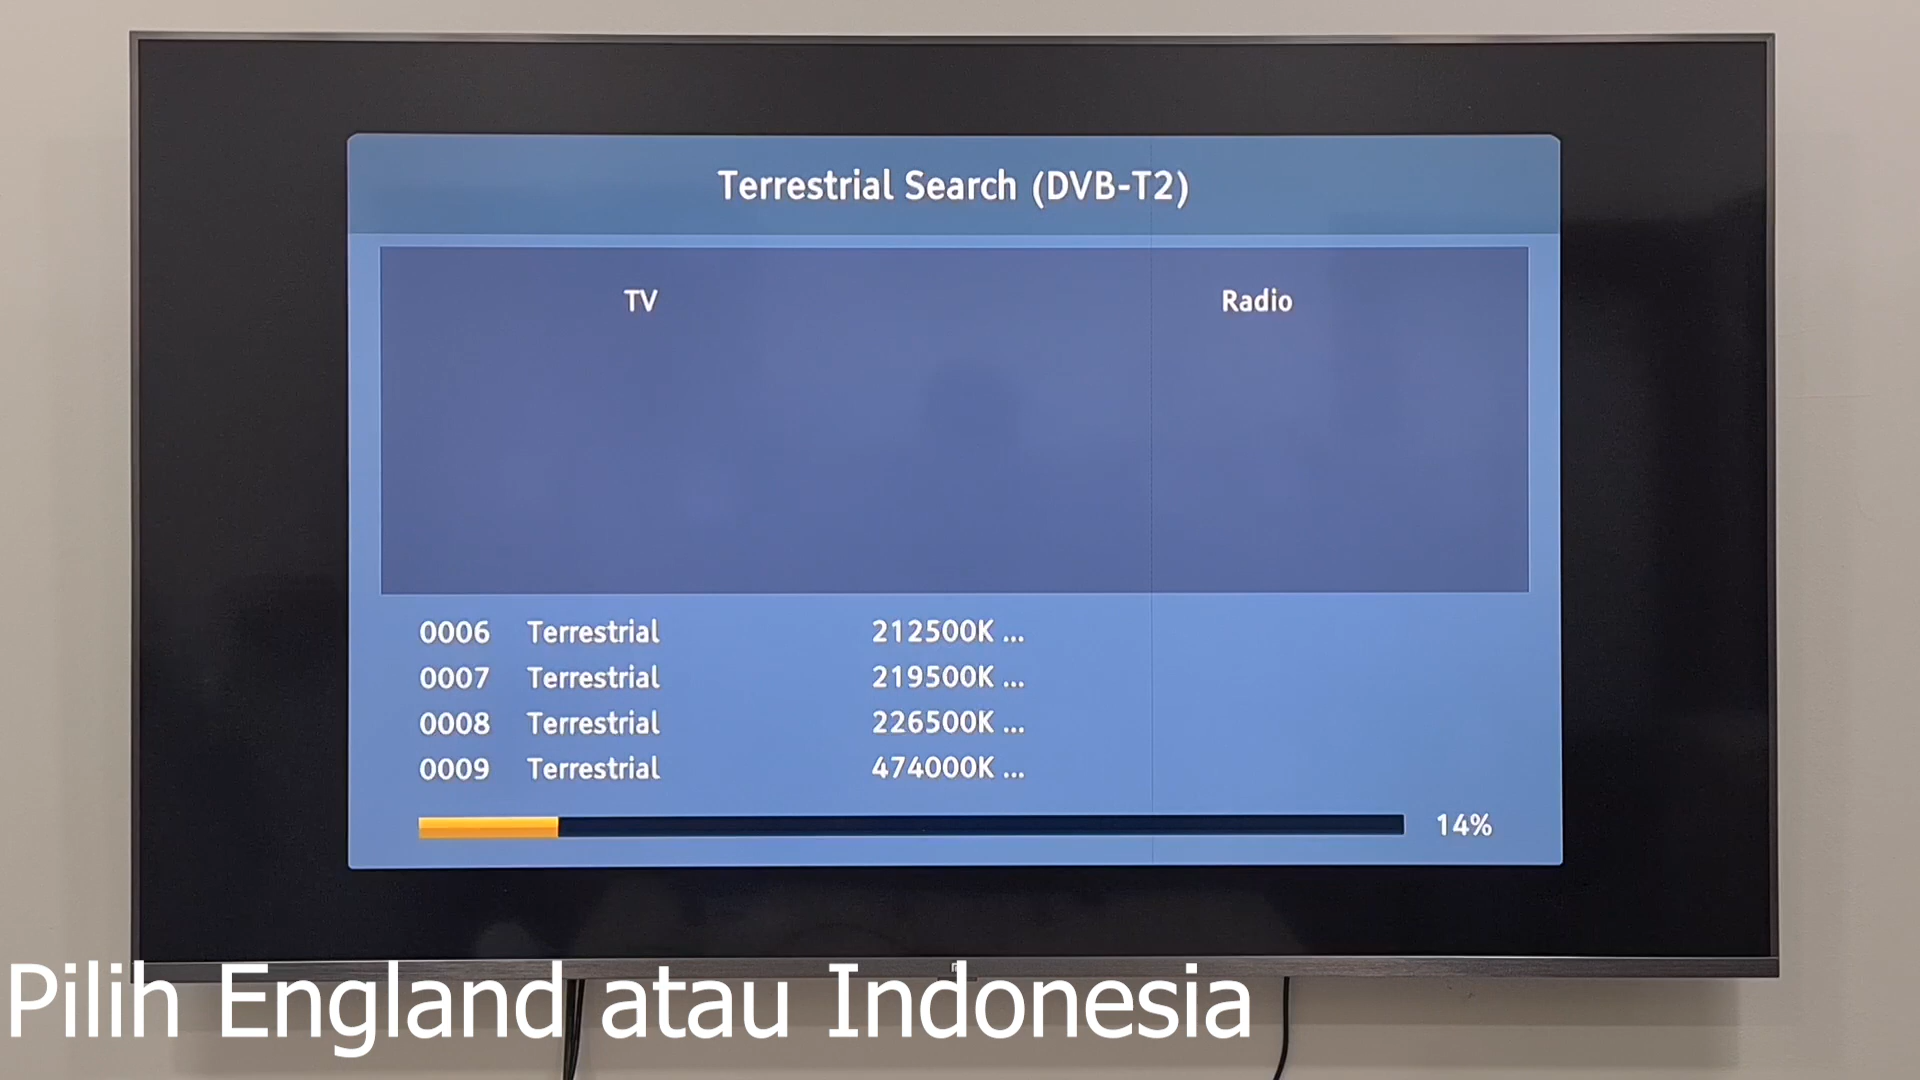 Terrestrial Search (DVB-T2)
TV Radio
0006 Terrestrial 212500K ...
0007 Terrestrial 219500K ...
0008 Terrestrial 226500K ...
0009 Terrestrial 474000K ...
14%
Pilih England atau Indonesia